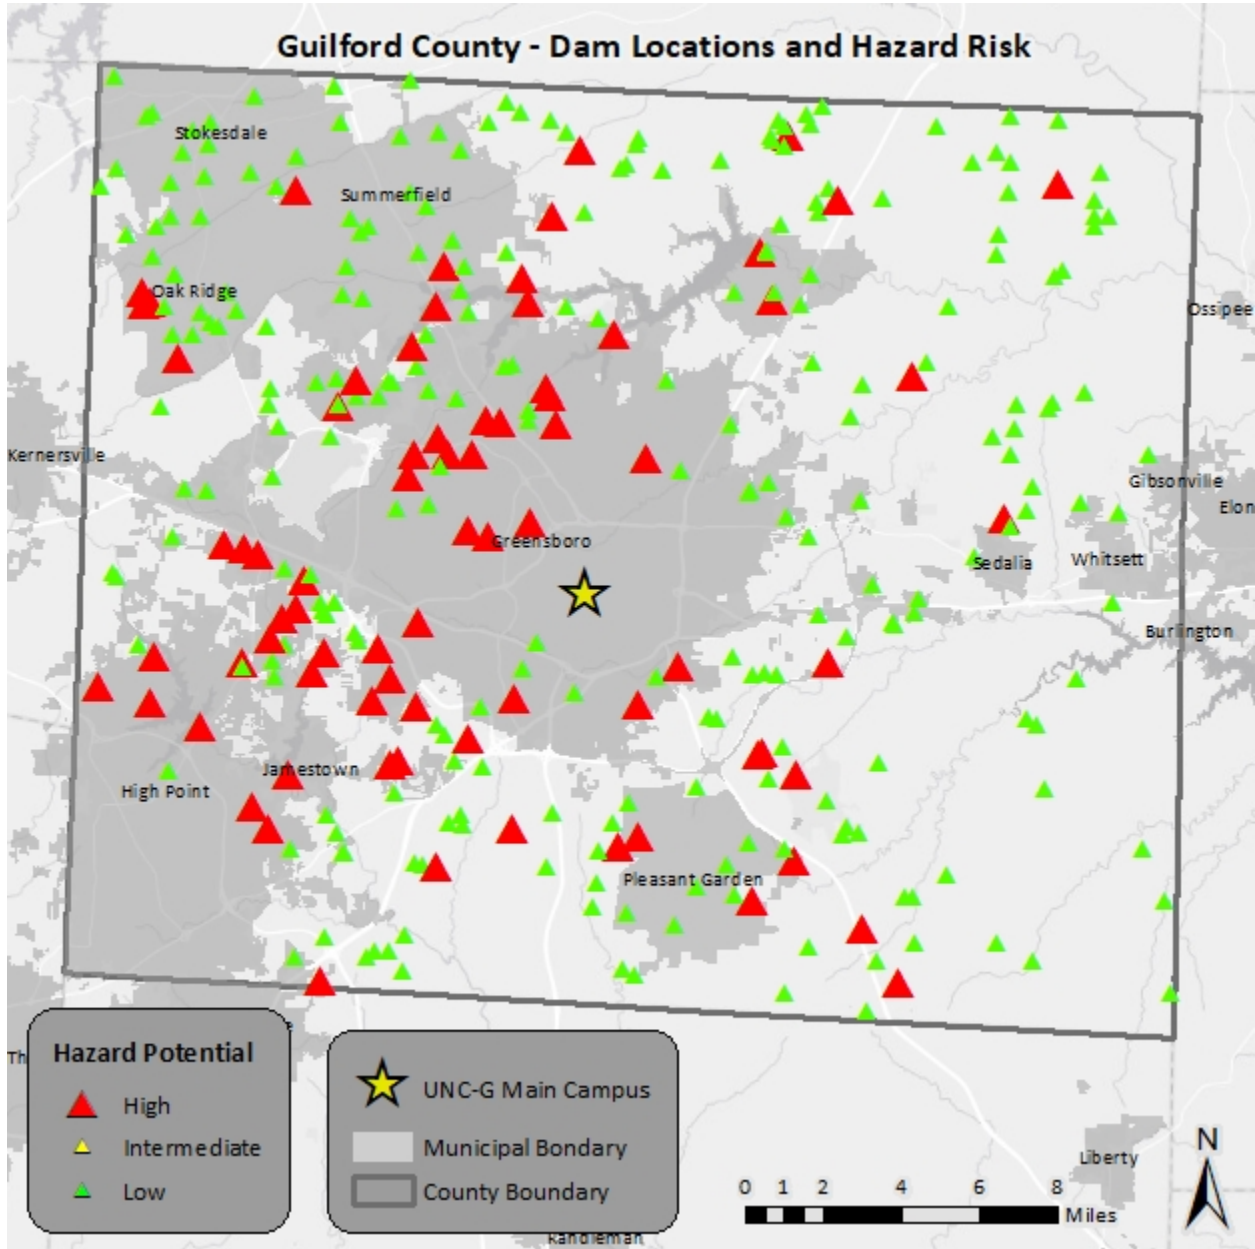 Guilford County - Dam Locations and Hazard Risk
Stokesdale
Summerfield
Oak Ridge
Ossipee
Kernersville
Gibsonville
Elon
Greensboro
Sedalia
Whitsett
Burlington
Jamestown
High Point
Pleasant Garden
Hazard Potential
High
Intermediate
Low
UNC-G Main Campus
Municipal Bondary
County Boundary
Th
e
Liberty
N
0 1 2 4 6 8
Miles
Randleman